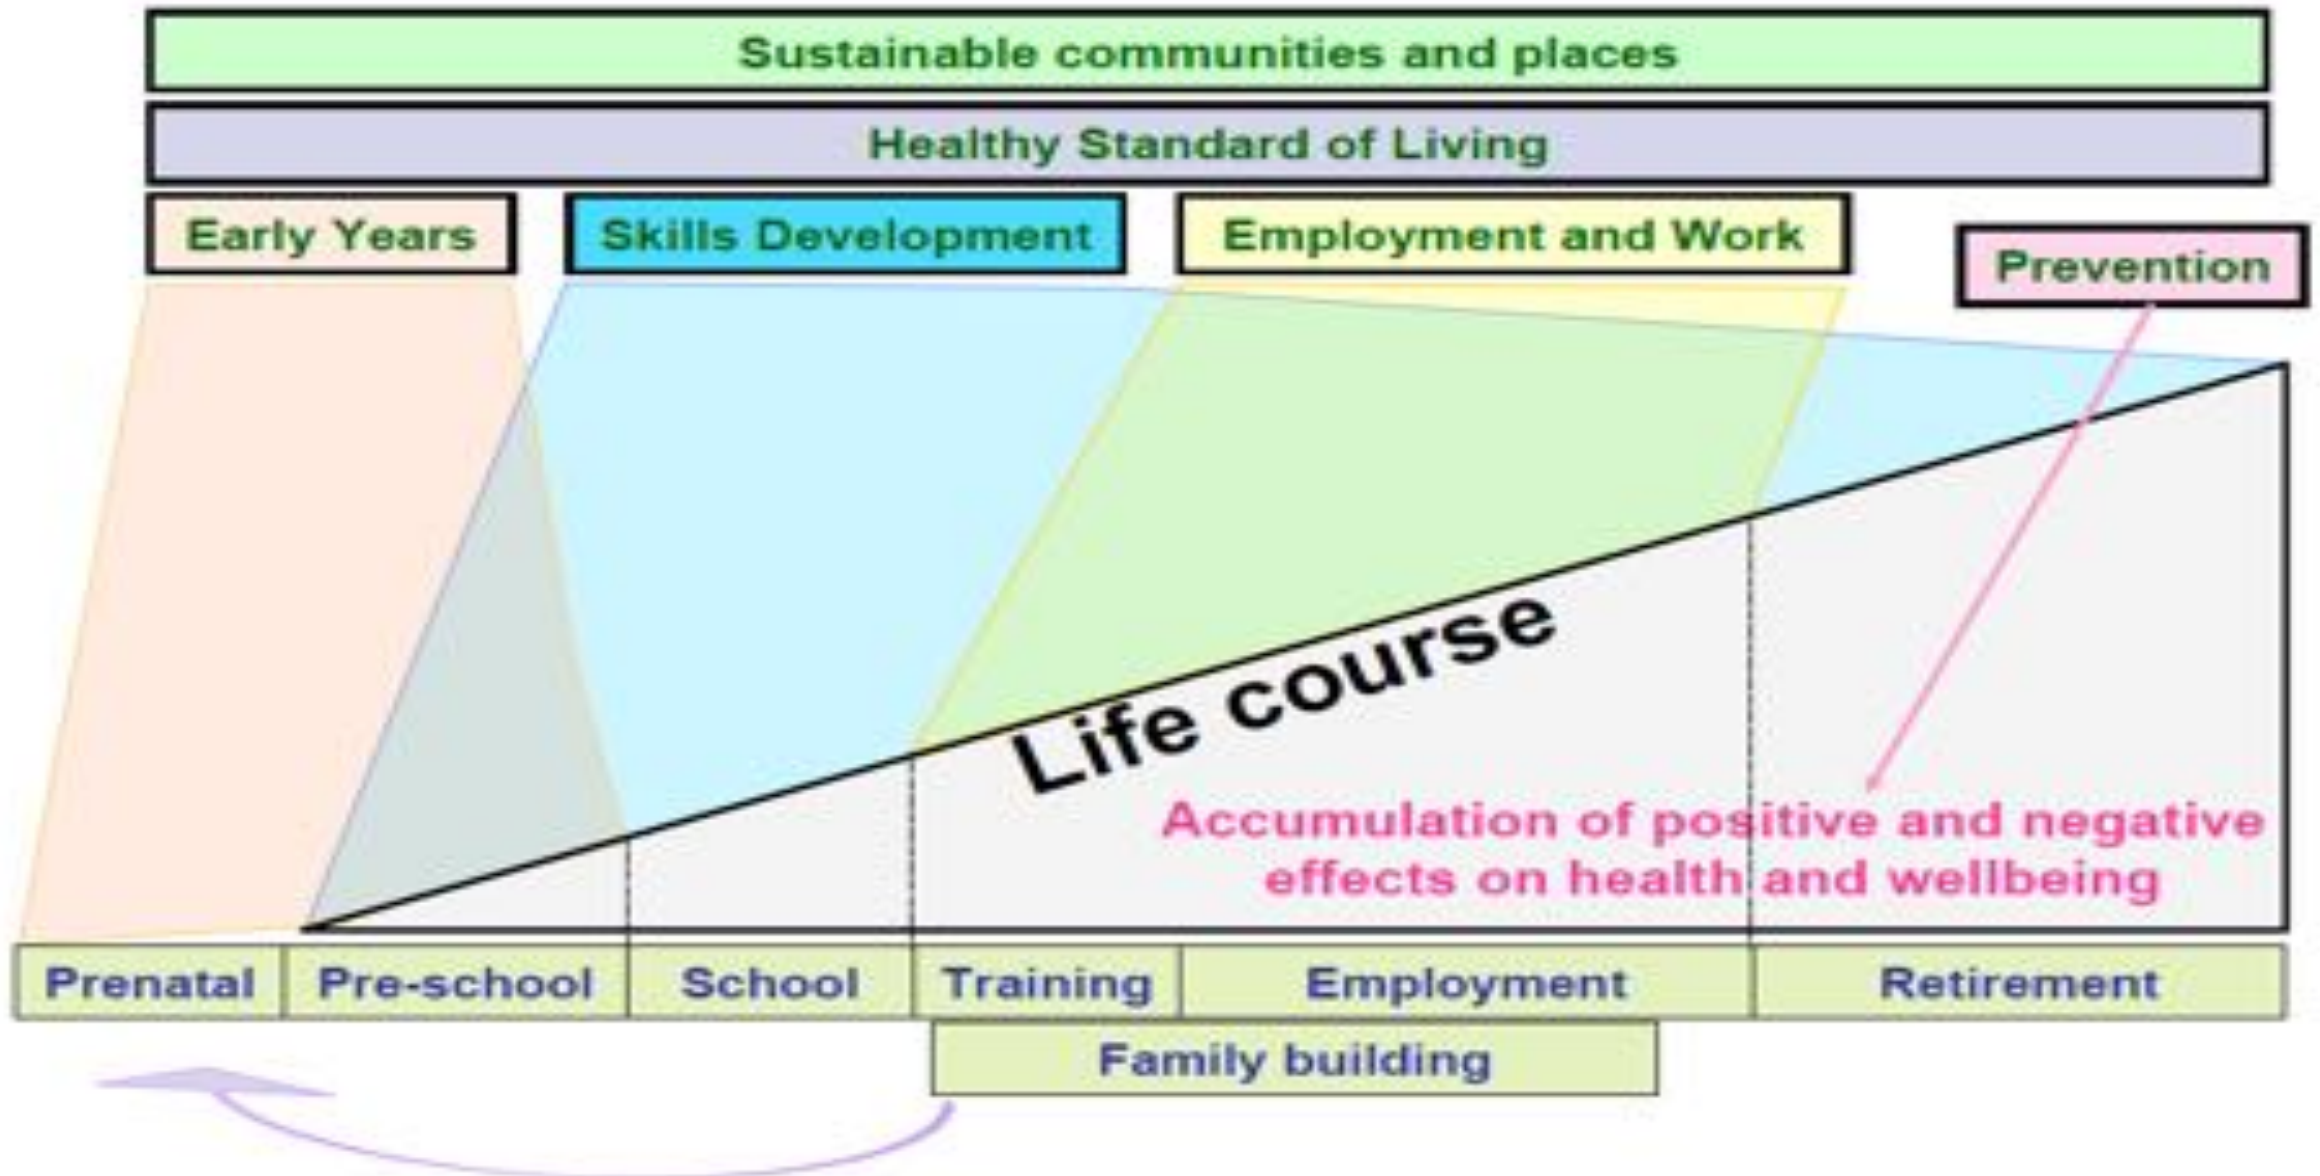 Sustainable communities and places
Healthy Standard of Living
Early Years
Skills Development
Employment and Work
Prevention
Life course
Accumulation of positive and negative
effects on health and wellbeing
Prenatal
Pre-school
School
Training
Employment
Retirement
Family building